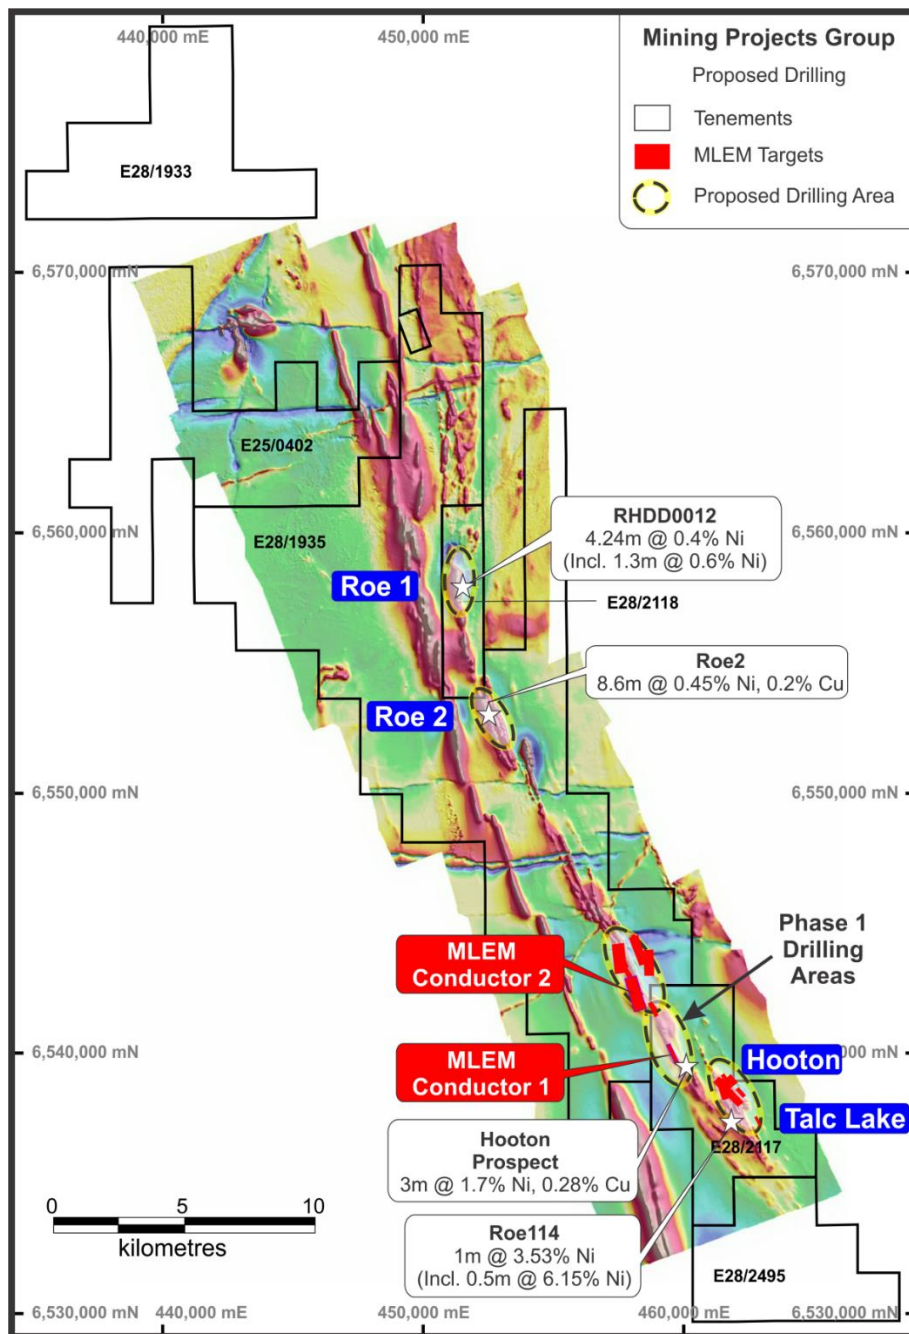 440,000 mE
450,000 mE
Mining Projects Group
Proposed Drilling
Tenements
MLEM Targets
Proposed Drilling Area
E28/1933
6,570,000 mN
6,570,000 mN
E25/0402
E28/1935
6,560,000 mN
6,560,000 mN
RHDD0012
4.24m @ 0.4% Ni
(Incl. 1.3m @ 0.6% Ni)
Roe 1
E28/2118
Roe2
8.6m @ 0.45% Ni, 0.2% Cu
Roe 2
6,550,000 mN
6,550,000 mN
Phase 1
Drilling
Areas
MLEM
Conductor 2
6,540,000 mN
MLEM
Conductor 1
Hooton
Talc Lake
E28/2117
Hooton
Prospect
3m @ 1.7% Ni, 0.28% Cu
Roe114
1m @ 3.53% Ni
(Incl. 0.5m @ 6.15% Ni)
0 5 10
kilometres
E28/2495
6,530,000 mN
440,000 mE
450,000 mE
460,000 mE
6,530,000 mN